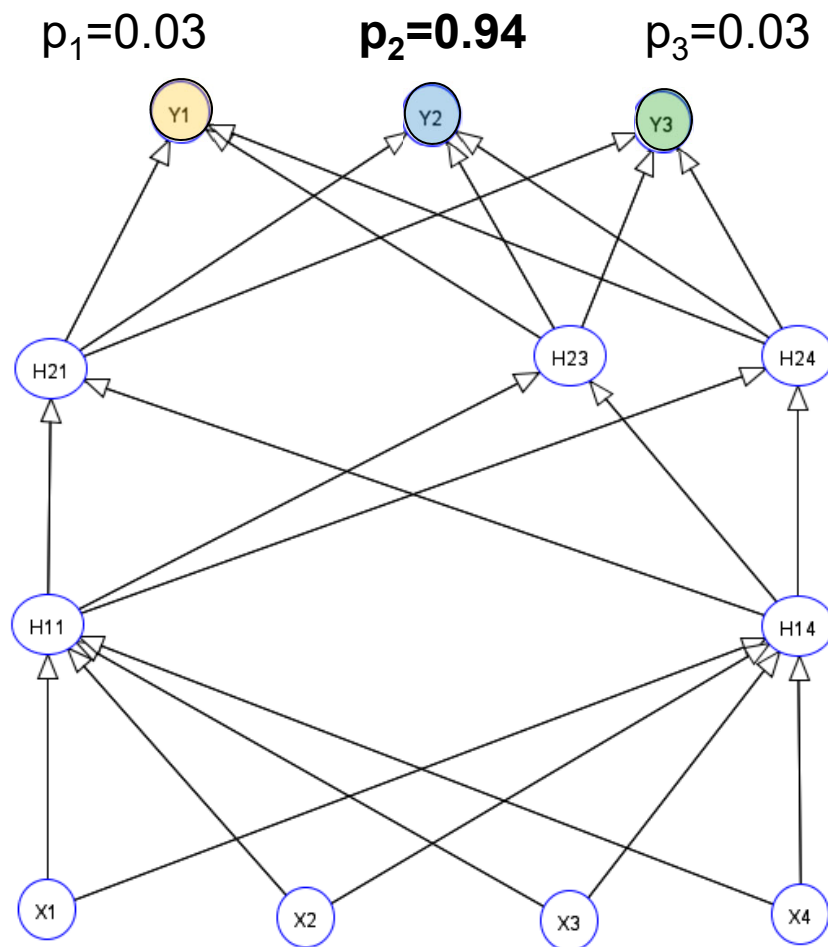 p₁=0.03 p₂=0.94 p₃=0.03
Y1 Y2 Y3
H21 H23 H24
H11 H14
X1 X2 X3 X4